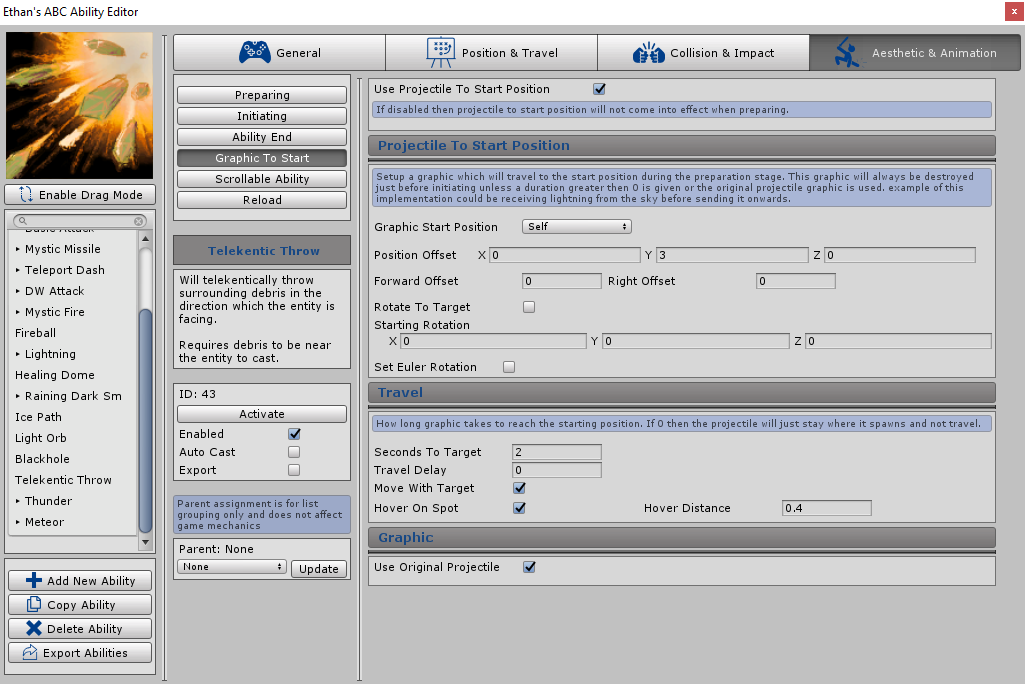 Ethan's ABC Ability Editor
x
General
Position & Travel
Collision & Impact
Aesthetic & Animation
Enable Drag Mode
Mystic Missile
Teleport Dash
DW Attack
Mystic Fire
Fireball
Lightning
Healing Dome
Raining Dark Sm
Ice Path
Light Orb
Blackhole
Telekentic Throw
Thunder
Meteor
Add New Ability
Copy Ability
Delete Ability
Export Abilities
Preparing
Initiating
Ability End
Graphic To Start
Scrollable Ability
Reload
Telekentic Throw
Will telekentically throw
surrounding debris in the
direction which the entity is
facing.
Requires debris to be near
the entity to cast.
ID: 43
Activate
Enabled
Auto Cast
Export
Parent assignment is for list
grouping only and does not affect
game mechanics
Parent: None
None
Update
Use Projectile To Start Position
If disabled then projectile to start position will not come into effect when preparing.
Projectile To Start Position
Setup a graphic which will travel to the start position during the preparation stage. This graphic will always be destroyed
just before initiating unless a duration greater then 0 is given or the original projectile graphic is used. example of this
implementation could be receiving lightning from the sky before sending it onwards.
Graphic Start Position Self
Position Offset X 0 Y 3 Z 0
Forward Offset 0 Right Offset 0
Rotate To Target
Starting Rotation
X 0 Y 0 Z 0
Set Euler Rotation
Travel
How long graphic takes to reach the starting position. If 0 then the projectile will just stay where it spawns and not travel.
Seconds To Target 2
Travel Delay 0
Move With Target
Hover On Spot Hover Distance 0.4
Graphic
Use Original Projectile